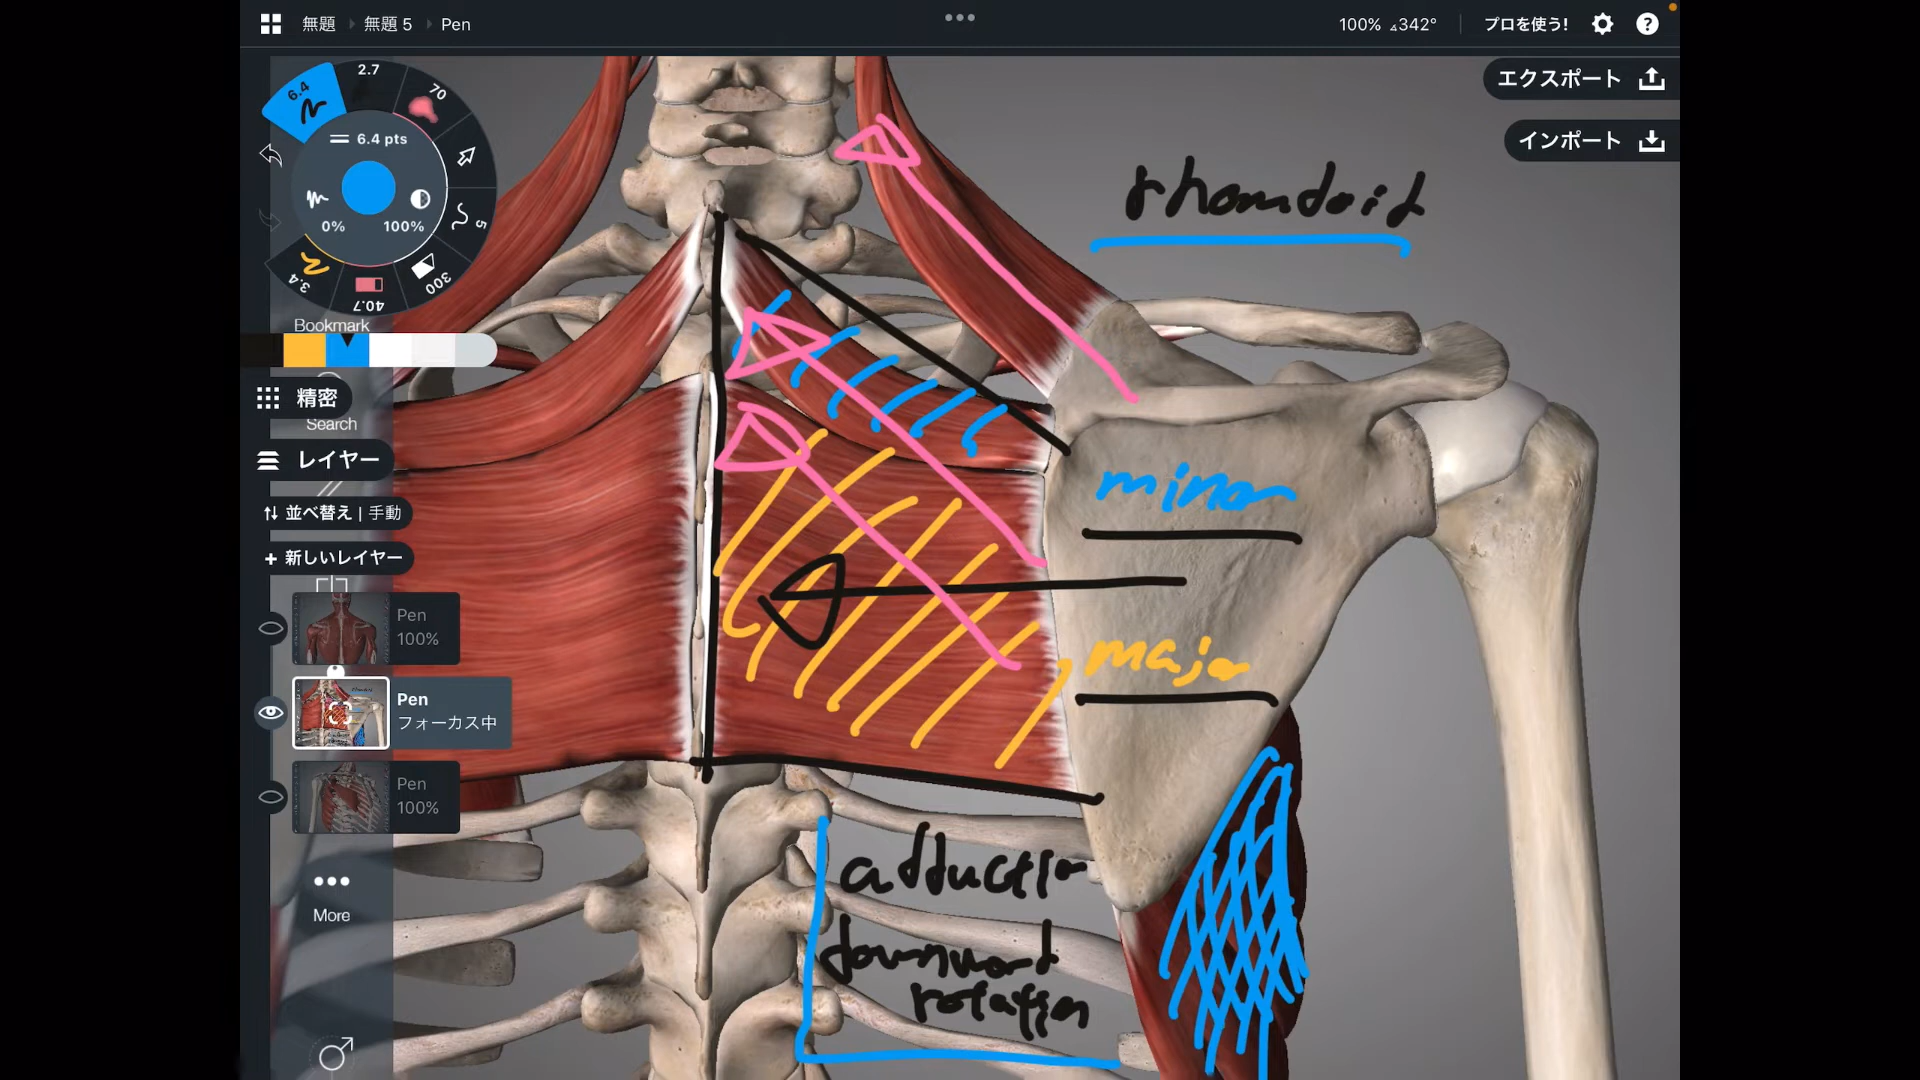 無題 › 無題 5 › Pen
100% ⦞342°
プロを使う!
エクスポート
インポート
2.7
70
6.4
6.4 pts
0%
100%
5
300
40.7
3.4
Bookmark
精密
Search
レイヤー
並べ替え | 手動
+ 新しいレイヤー
Pen
100%
Pen
フォーカス中
Pen
100%
More
rhomdoid
minor
major
adduction
downward
rotation